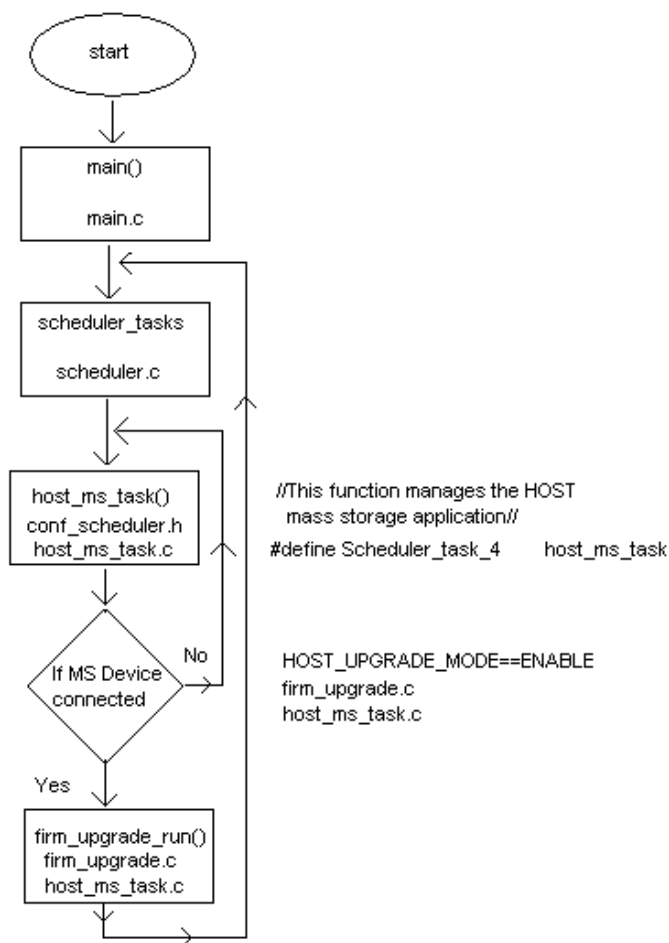 start
main()
main.c
scheduler_tasks
scheduler.c
host_ms_task()
conf_scheduler.h
host_ms_task.c
//This function manages the HOST
mass storage application//
#define Scheduler_task_4 host_ms_task
If MS Device
connected
No
HOST_UPGRADE_MODE==ENABLE
firm_upgrade.c
host_ms_task.c
Yes
firm_upgrade_run()
firm_upgrade.c
host_ms_task.c